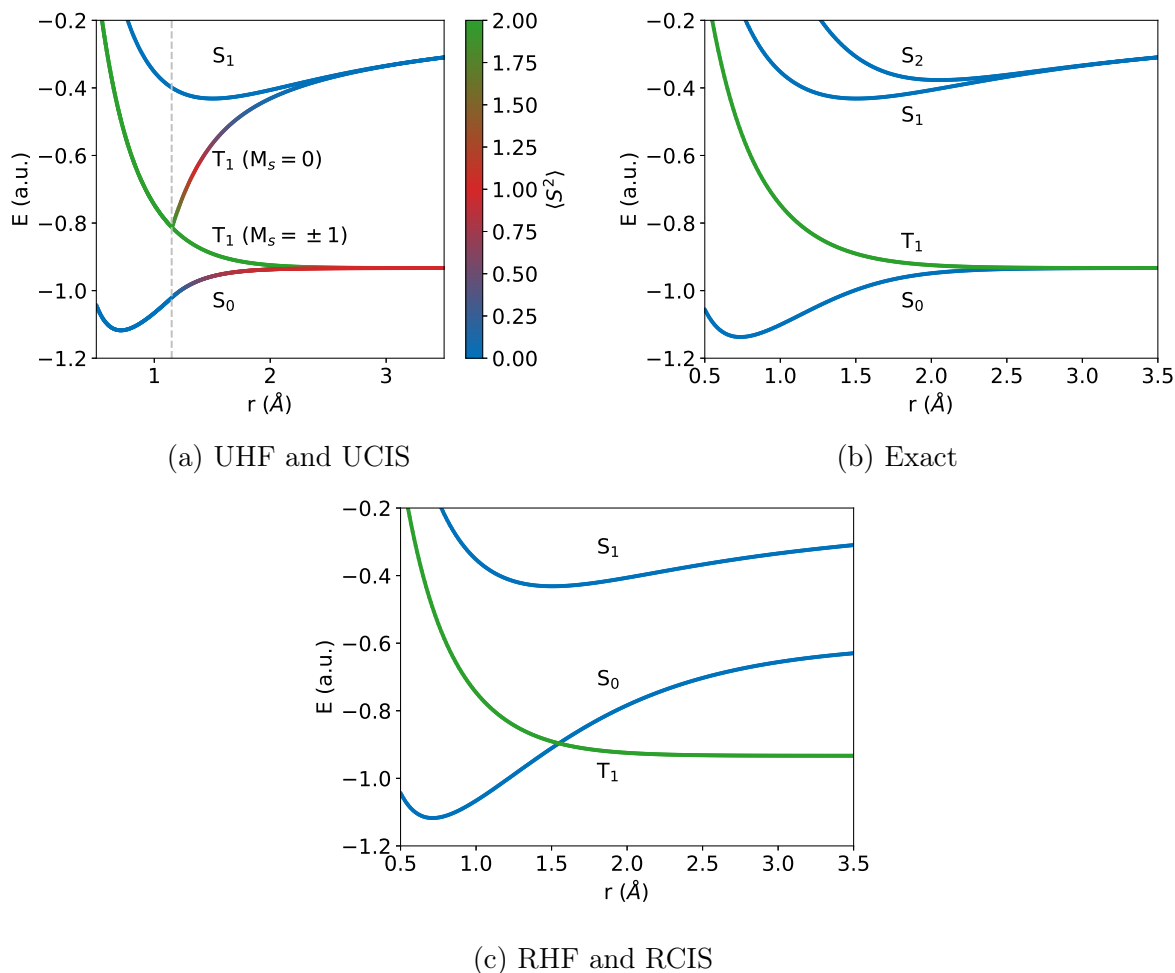 −0.2
−0.4
−0.6
−0.8
−1.0
−1.2
E (a.u.)
S₁
T₁ (Mₛ = 0)
T₁ (Mₛ = ±1)
S₀
1
2
3
r (Å)
2.00
1.75
1.50
1.25
1.00
0.75
0.50
0.25
0.00
⟨S²⟩
(a) UHF and UCIS
−0.2
−0.4
−0.6
−0.8
−1.0
−1.2
E (a.u.)
S₂
S₁
T₁
S₀
0.5 1.0 1.5 2.0 2.5 3.0 3.5
r (Å)
(b) Exact
−0.2
−0.4
−0.6
−0.8
−1.0
−1.2
E (a.u.)
S₁
S₀
T₁
0.5 1.0 1.5 2.0 2.5 3.0 3.5
r (Å)
(c) RHF and RCIS